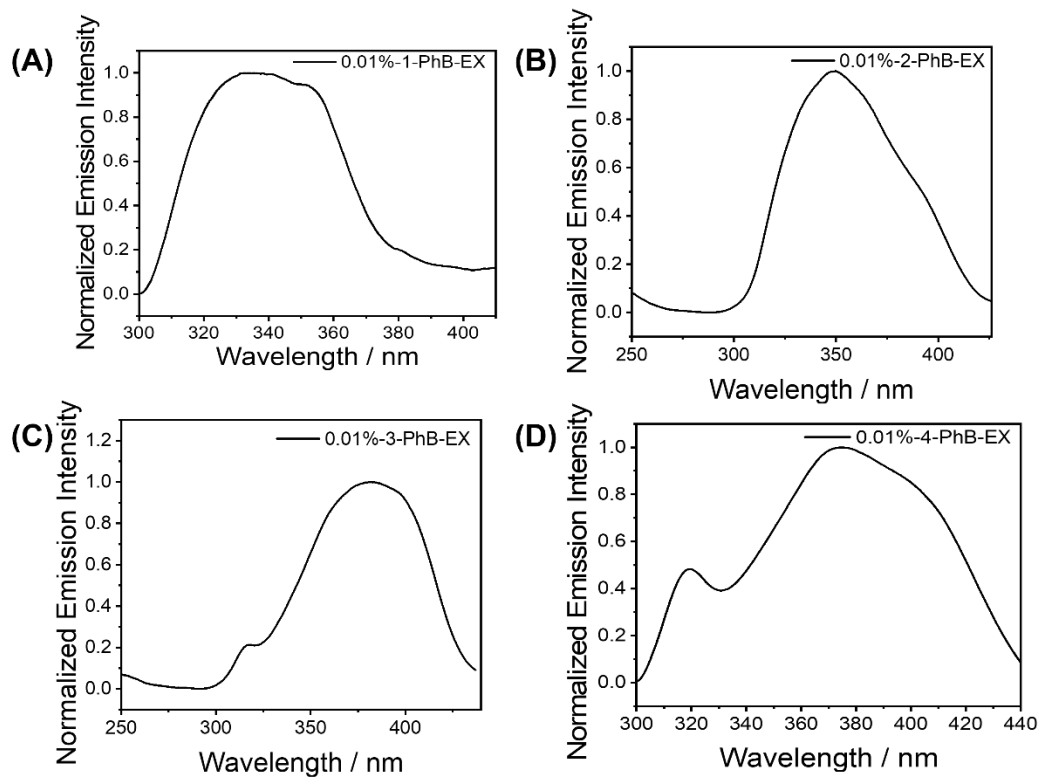 (A)
Normalized Emission Intensity
0.01%-1-PhB-EX
1.0
0.8
0.6
0.4
0.2
0.0
300 320 340 360 380 400
Wavelength / nm
(B)
Normalized Emission Intensity
0.01%-2-PhB-EX
1.0
0.8
0.6
0.4
0.2
0.0
250 300 350 400
Wavelength / nm
(C)
Normalized Emission Intensity
0.01%-3-PhB-EX
1.2
1.0
0.8
0.6
0.4
0.2
0.0
250 300 350 400
Wavelength / nm
(D)
Normalized Emission Intensity
0.01%-4-PhB-EX
1.0
0.8
0.6
0.4
0.2
0.0
300 320 340 360 380 400 420 440
Wavelength / nm